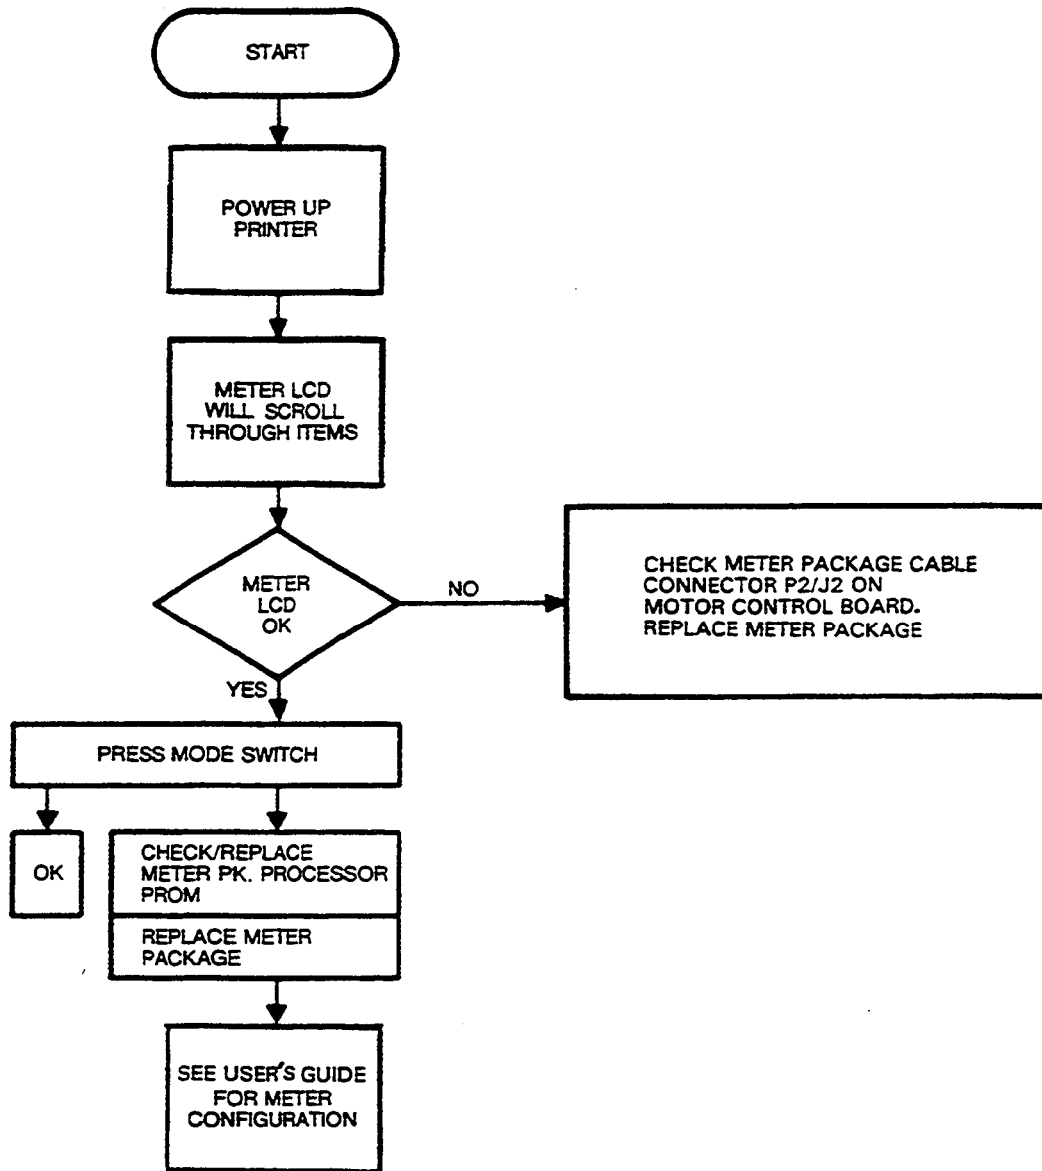 START
POWER UP
PRINTER
METER LCD
WILL SCROLL
THROUGH ITEMS
METER
LCD
OK
NO
CHECK METER PACKAGE CABLE
CONNECTOR P2/J2 ON
MOTOR CONTROL BOARD.
REPLACE METER PACKAGE
YES
PRESS MODE SWITCH
OK
CHECK/REPLACE
METER PK. PROCESSOR
PROM
REPLACE METER
PACKAGE
SEE USER'S GUIDE
FOR METER
CONFIGURATION